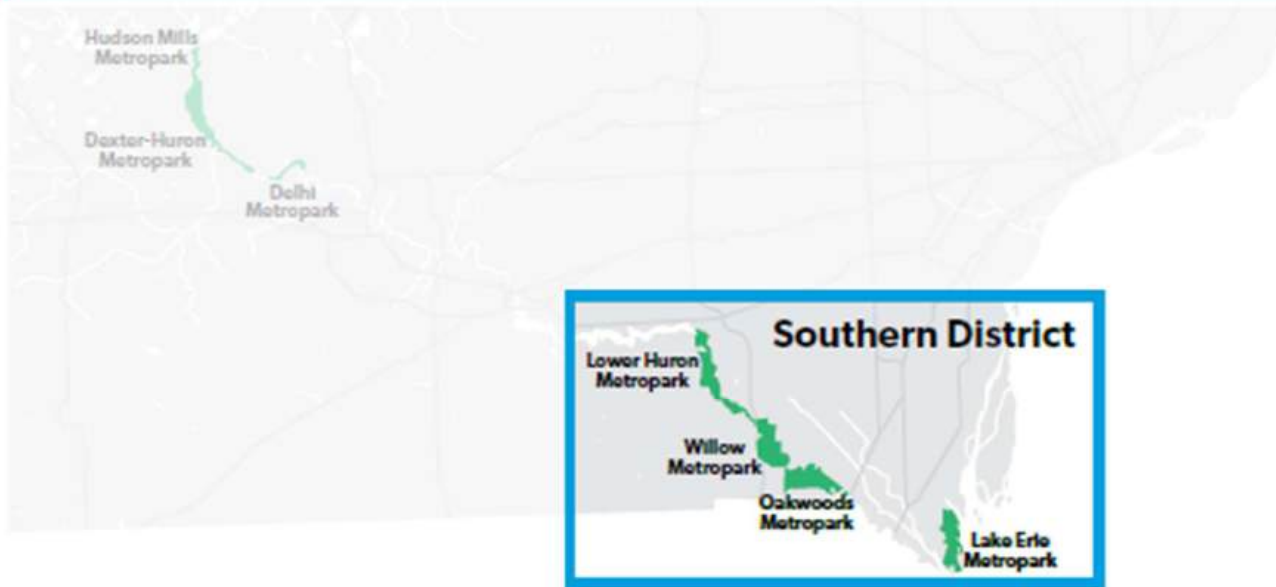 Hudson Mills
Metropark
Dexter-Huron
Metropark
Delhi
Metropark
Southern District
Lower Huron
Metropark
Willow
Metropark
Oakwoods
Metropark
Lake Erie
Metropark